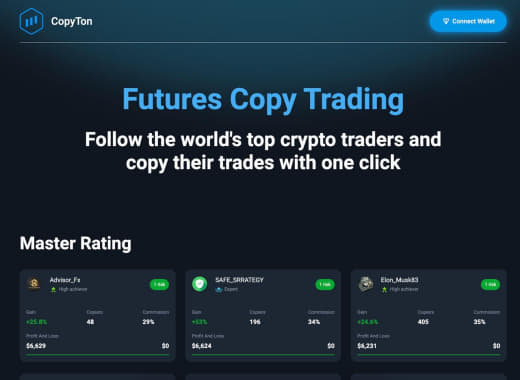 CopyTon
Connect Wallet
Futures Copy Trading
Follow the world's top crypto traders and
copy their trades with one click
Master Rating
Advisor_Fx
High achiever
1 risk
Gain
Copiers
Commission
+25.8%
48
29%
Profit And Loss
$6,629
$0
SAFE_SRRATEGY
Expert
1 risk
Gain
Copiers
Commission
+53%
196
34%
Profit And Loss
$6,624
$0
Elon_Musk83
High achiever
1 risk
Gain
Copiers
Commission
+24.6%
405
35%
Profit And Loss
$6,231
$0